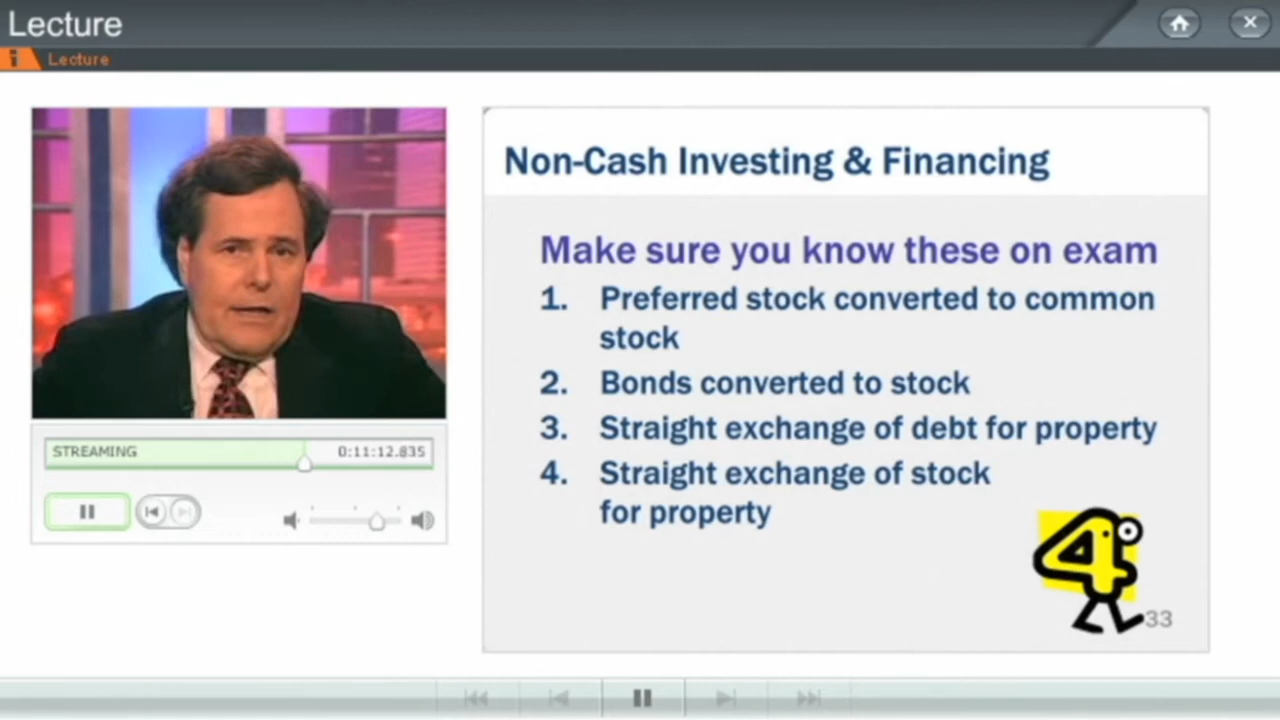 Lecture
i Lecture
Non-Cash Investing & Financing
Make sure you know these on exam
1. Preferred stock converted to common
stock
2. Bonds converted to stock
3. Straight exchange of debt for property
4. Straight exchange of stock
for property
4
33
STREAMING 0:11:12.835